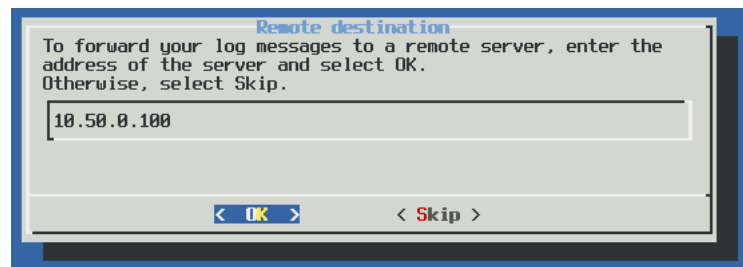 Remote destination
To forward your log messages to a remote server, enter the
address of the server and select OK.
Otherwise, select Skip.
10.50.0.100
< OK > < Skip >